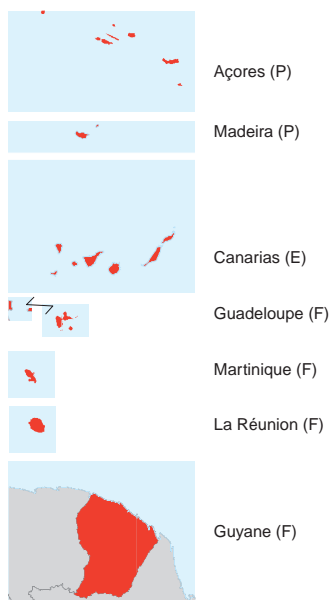 Açores (P)
Madeira (P)
Canarias (E)
Guadeloupe (F)
Martinique (F)
La Réunion (F)
Guyane (F)